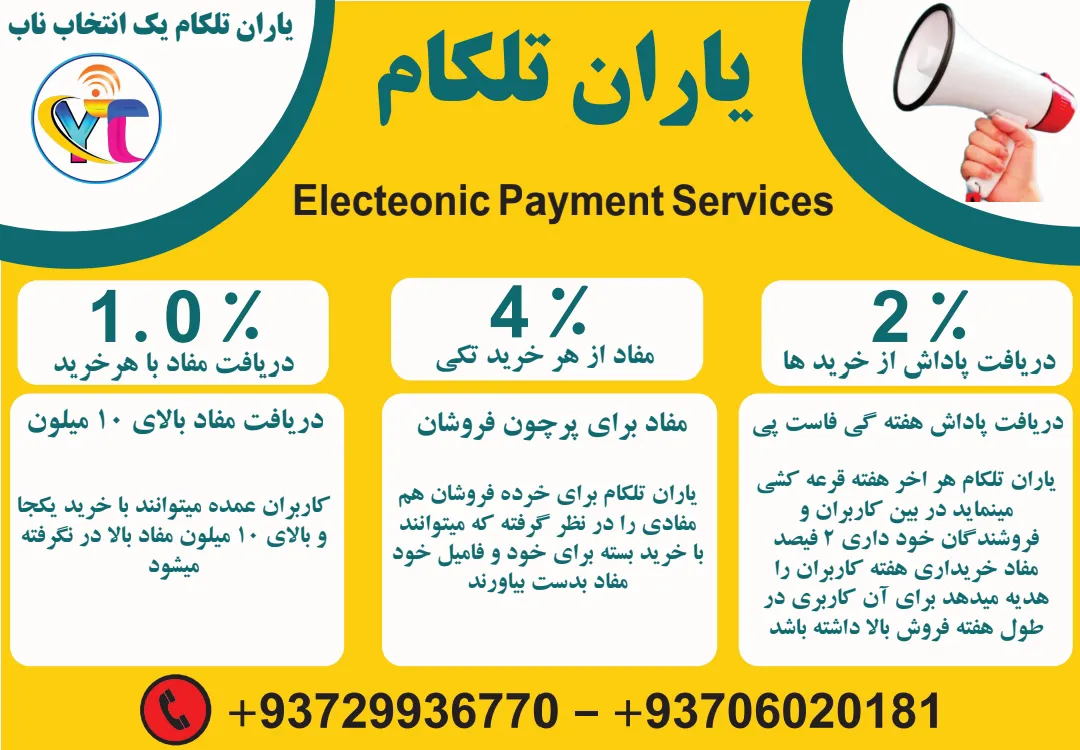 یاران تلکام یک انتخاب ناب
YTC
یاران تلکام
Electeonic Payment Services
2 %
دریافت پاداش از خرید ها
دریافت پاداش هفته گی فاست پی
یاران تلکام هر اخر هفته قرعه کشی
مینماید در بین کاربران و
فروشندگان خود داری ۲ فیصد
مفاد خریداری هفته کاربران را
هدیه میدهد برای آن کاربری در
طول هفته فروش بالا داشته باشد
4 %
مفاد از هر خرید تکی
مفاد برای پرچون فروشان
یاران تلکام برای خرده فروشان هم
مفادی را در نظر گرفته که میتوانند
با خرید بسته برای خود و فامیل خود
مفاد بدست بیاورند
1.0 %
دریافت مفاد با هرخرید
دریافت مفاد بالای ۱۰ میلون
کاربران عمده میتوانند با خرید یکجا
و بالای ۱۰ میلون مفاد بالا در نگرفته
میشود
+93729936770 – +93706020181